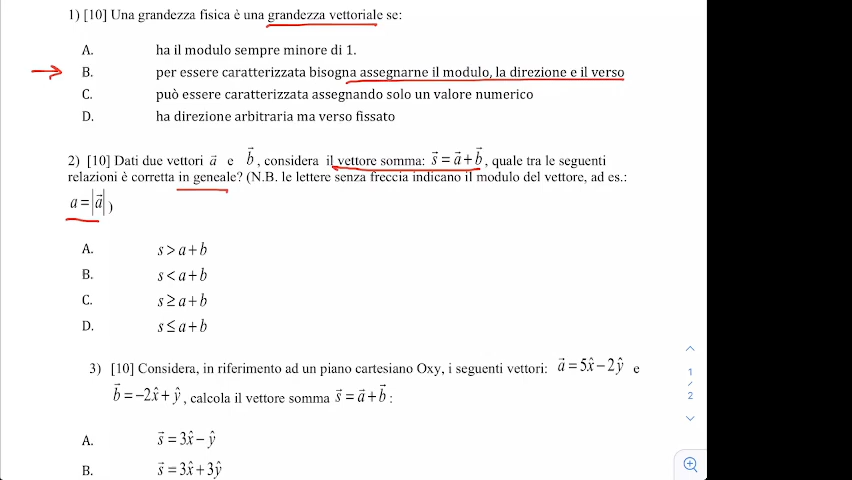 1) [10] Una grandezza fisica è una grandezza vettoriale se:
A. ha il modulo sempre minore di 1.
B. per essere caratterizzata bisogna assegnarne il modulo, la direzione e il verso
C. può essere caratterizzata assegnando solo un valore numerico
D. ha direzione arbitraria ma verso fissato
2) [10] Dati due vettori a⃗ e b⃗, considera il vettore somma: s⃗ = a⃗ + b⃗, quale tra le seguenti
relazioni è corretta in geneale? (N.B. le lettere senza freccia indicano il modulo del vettore, ad es.:
a = |a⃗| )
A. s > a + b
B. s < a + b
C. s ≥ a + b
D. s ≤ a + b
3) [10] Considera, in riferimento ad un piano cartesiano Oxy, i seguenti vettori: a⃗ = 5x̂ − 2ŷ e
b⃗ = −2x̂ + ŷ, calcola il vettore somma s⃗ = a⃗ + b⃗ :
A. s⃗ = 3x̂ − ŷ
B. s⃗ = 3x̂ + 3ŷ
1
/
2